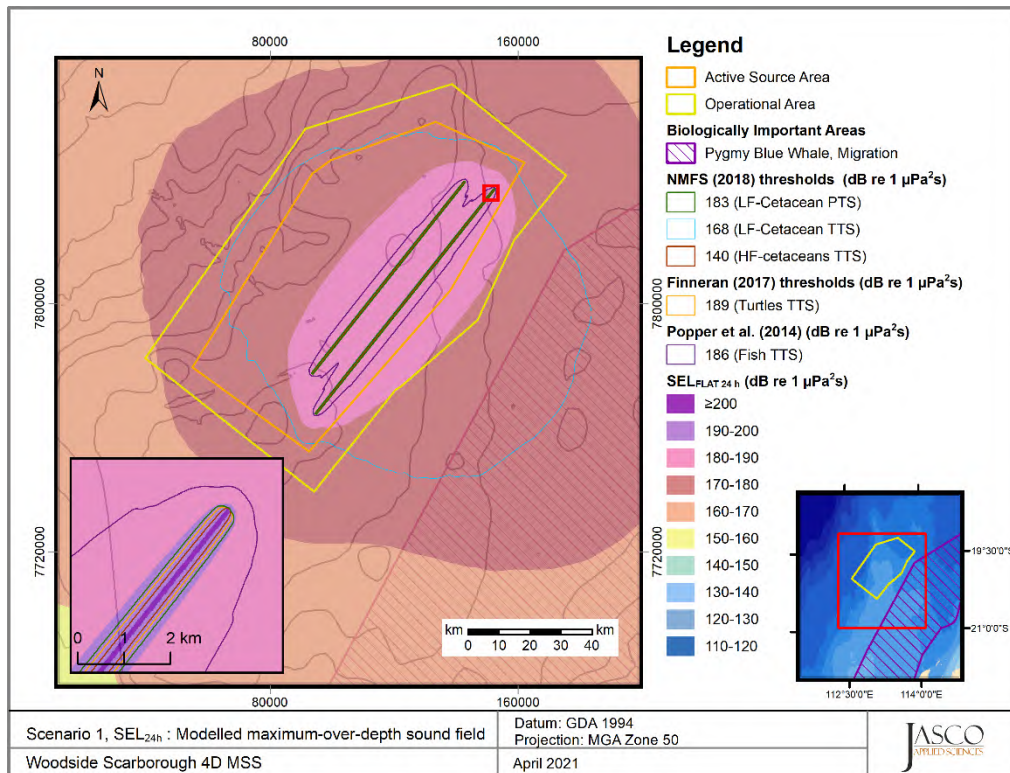 80000
160000
N
7800000
7720000
7800000
7720000
80000
160000
0 1 2 km
km
km
0 10 20 30 40
Legend
Active Source Area
Operational Area
Biologically Important Areas
Pygmy Blue Whale, Migration
NMFS (2018) thresholds (dB re 1 µPa²s)
183 (LF-Cetacean PTS)
168 (LF-Cetacean TTS)
140 (HF-cetaceans TTS)
Finneran (2017) thresholds (dB re 1 µPa²s)
189 (Turtles TTS)
Popper et al. (2014) (dB re 1 µPa²s)
186 (Fish TTS)
SELFLAT 24 h (dB re 1 µPa²s)
≥200
190-200
180-190
170-180
160-170
150-160
140-150
130-140
120-130
110-120
19°30'0"S
21°0'0"S
112°30'0"E
114°0'0"E
Scenario 1, SEL24h : Modelled maximum-over-depth sound field
Woodside Scarborough 4D MSS
Datum: GDA 1994
Projection: MGA Zone 50
April 2021
JASCO
APPLIED SCIENCES